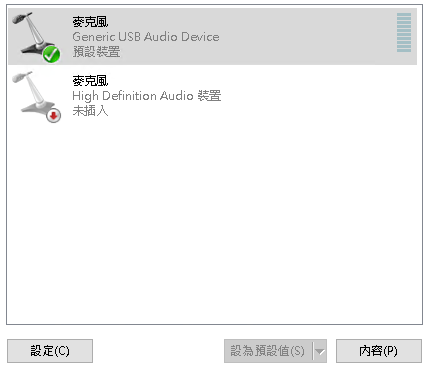 麥克風
Generic USB Audio Device
預設裝置
麥克風
High Definition Audio 裝置
未插入
設定(C)
設為預設值(S)
內容(P)